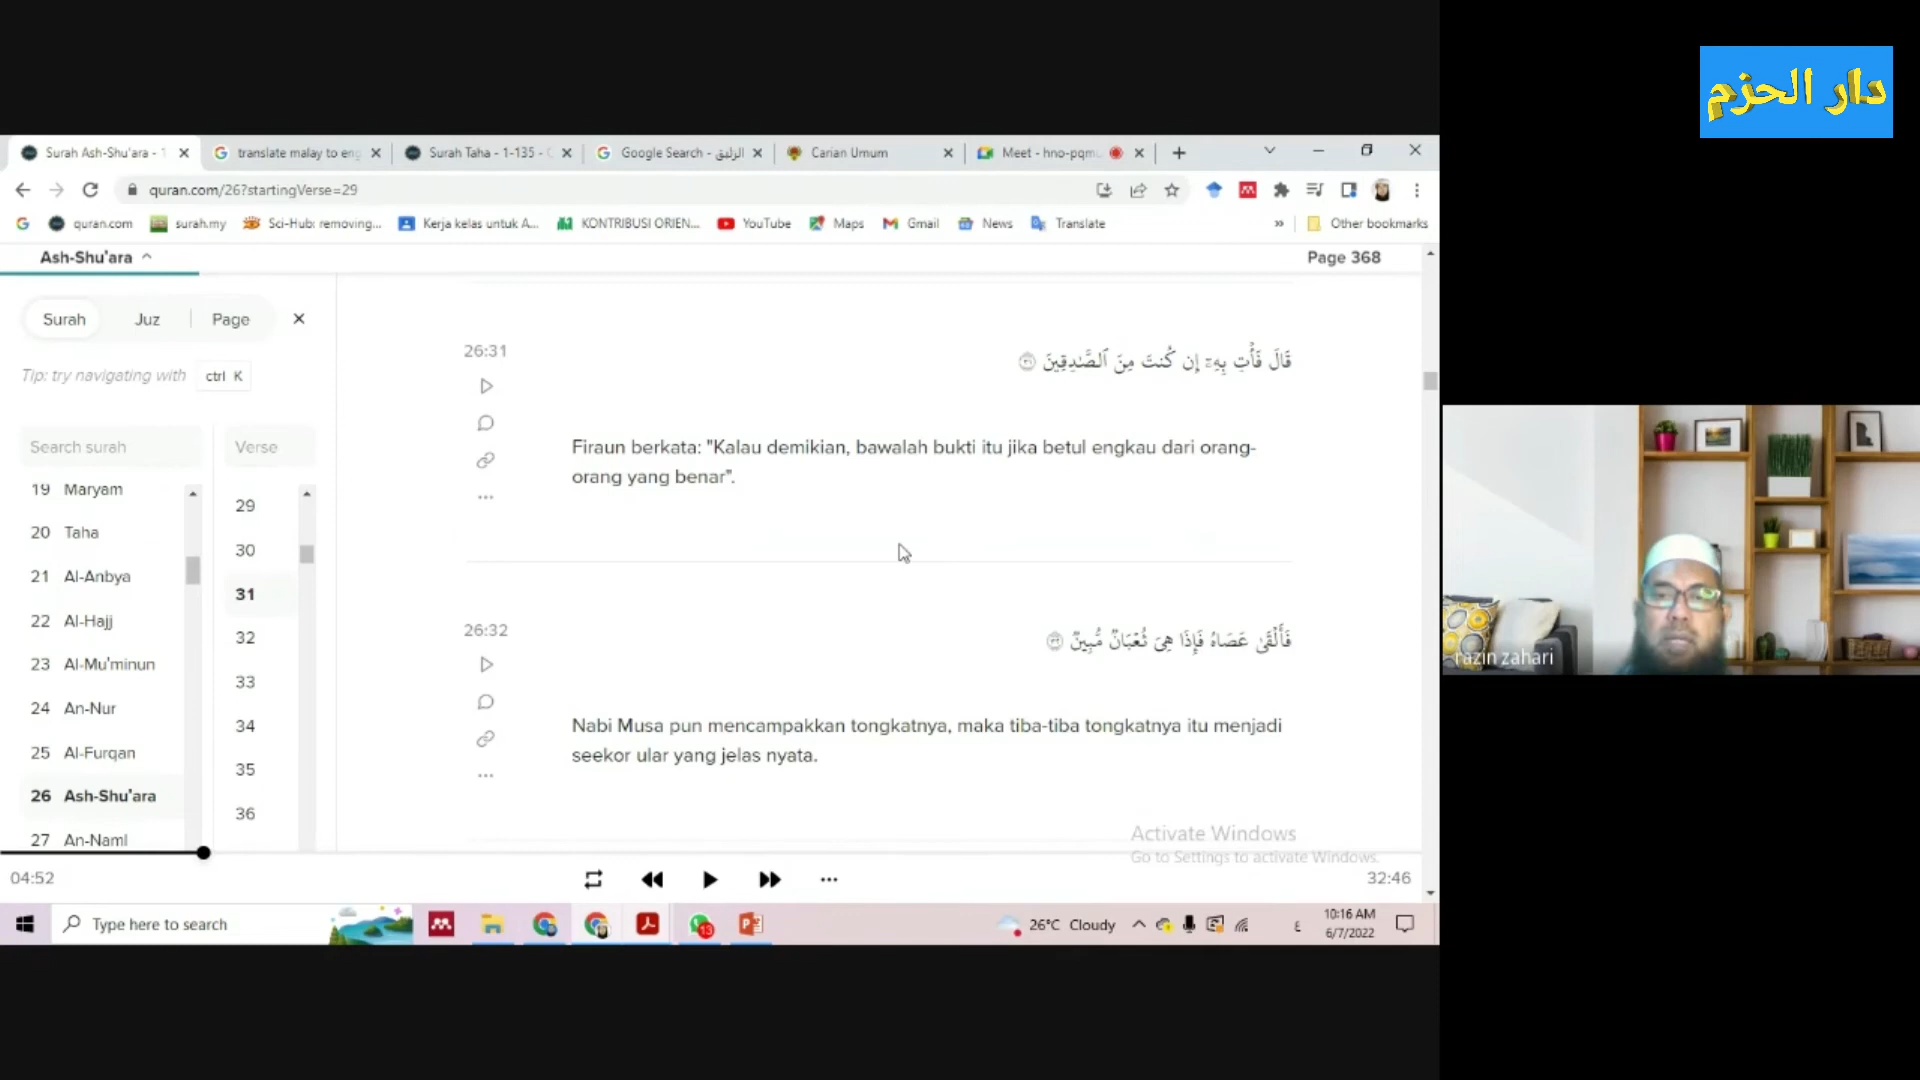 دار الحزم
Surah Ash-Shu'ara - 1
translate malay to eng
Surah Taha - 1-135 - Q
Google Search - الزلنق
Carian Umum
Meet - hno-pqm
quran.com/26?startingVerse=29
quran.com
surah.my
Sci-Hub: removing...
Kerja kelas untuk A...
KONTRIBUSI ORIEN...
YouTube
Maps
Gmail
News
Translate
»
Other bookmarks
Ash-Shu'ara
Page 368
Surah
Juz
Page
Tip: try navigating with ctrl K
Search surah
Verse
19 Maryam
20 Taha
21 Al-Anbya
22 Al-Hajj
23 Al-Mu'minun
24 An-Nur
25 Al-Furqan
26 Ash-Shu'ara
27 An-Naml
29
30
31
32
33
34
35
36
26:31
قَالَ فَأْتِ بِهِۦٓ إِن كُنتَ مِنَ ٱلصَّـٰدِقِينَ ٣١
Firaun berkata: "Kalau demikian, bawalah bukti itu jika betul engkau dari orang-
orang yang benar".
26:32
فَأَلْقَىٰ عَصَاهُ فَإِذَا هِىَ ثُعْبَانٌ مُّبِينٌ ٣٢
Nabi Musa pun mencampakkan tongkatnya, maka tiba-tiba tongkatnya itu menjadi
seekor ular yang jelas nyata.
Activate Windows
Go to Settings to activate Windows.
04:52
32:46
Type here to search
13
26°C Cloudy
ع
10:16 AM
6/7/2022
razin zahari